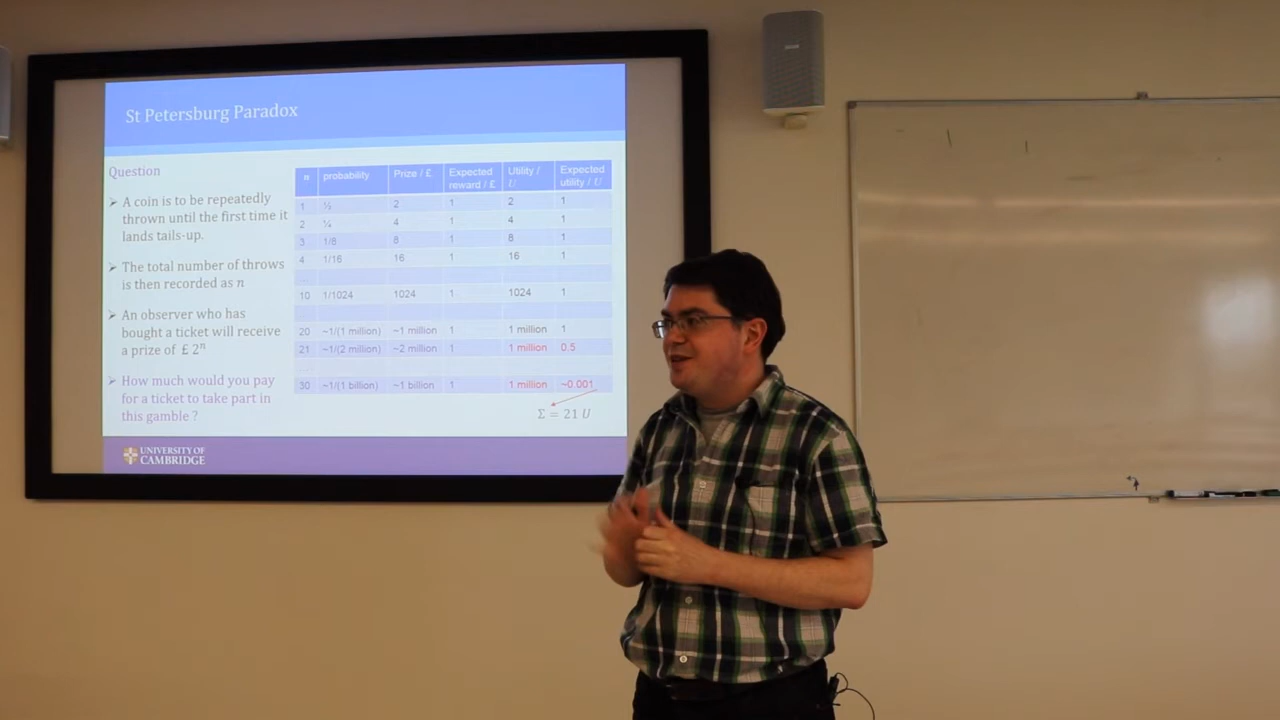 St Petersburg Paradox
Question
➢ A coin is to be repeatedly
thrown until the first time it
lands tails-up.
➢ The total number of throws
is then recorded as n
➢ An observer who has
bought a ticket will receive
a prize of £ 2ⁿ
➢ How much would you pay
for a ticket to take part in
this gamble ?
n probability Prize / £ Expected reward / £ Utility / U Expected utility / U
1 ½ 2 1 2 1
2 ¼ 4 1 4 1
3 1/8 8 1 8 1
4 1/16 16 1 16 1
...
10 1/1024 1024 1 1024 1
...
20 ~1/(1 million) ~1 million 1 1 million 1
21 ~1/(2 million) ~2 million 1 1 million 0.5
...
30 ~1/(1 billion) ~1 billion 1 1 million ~0.001
Σ = 21 U
UNIVERSITY OF
CAMBRIDGE